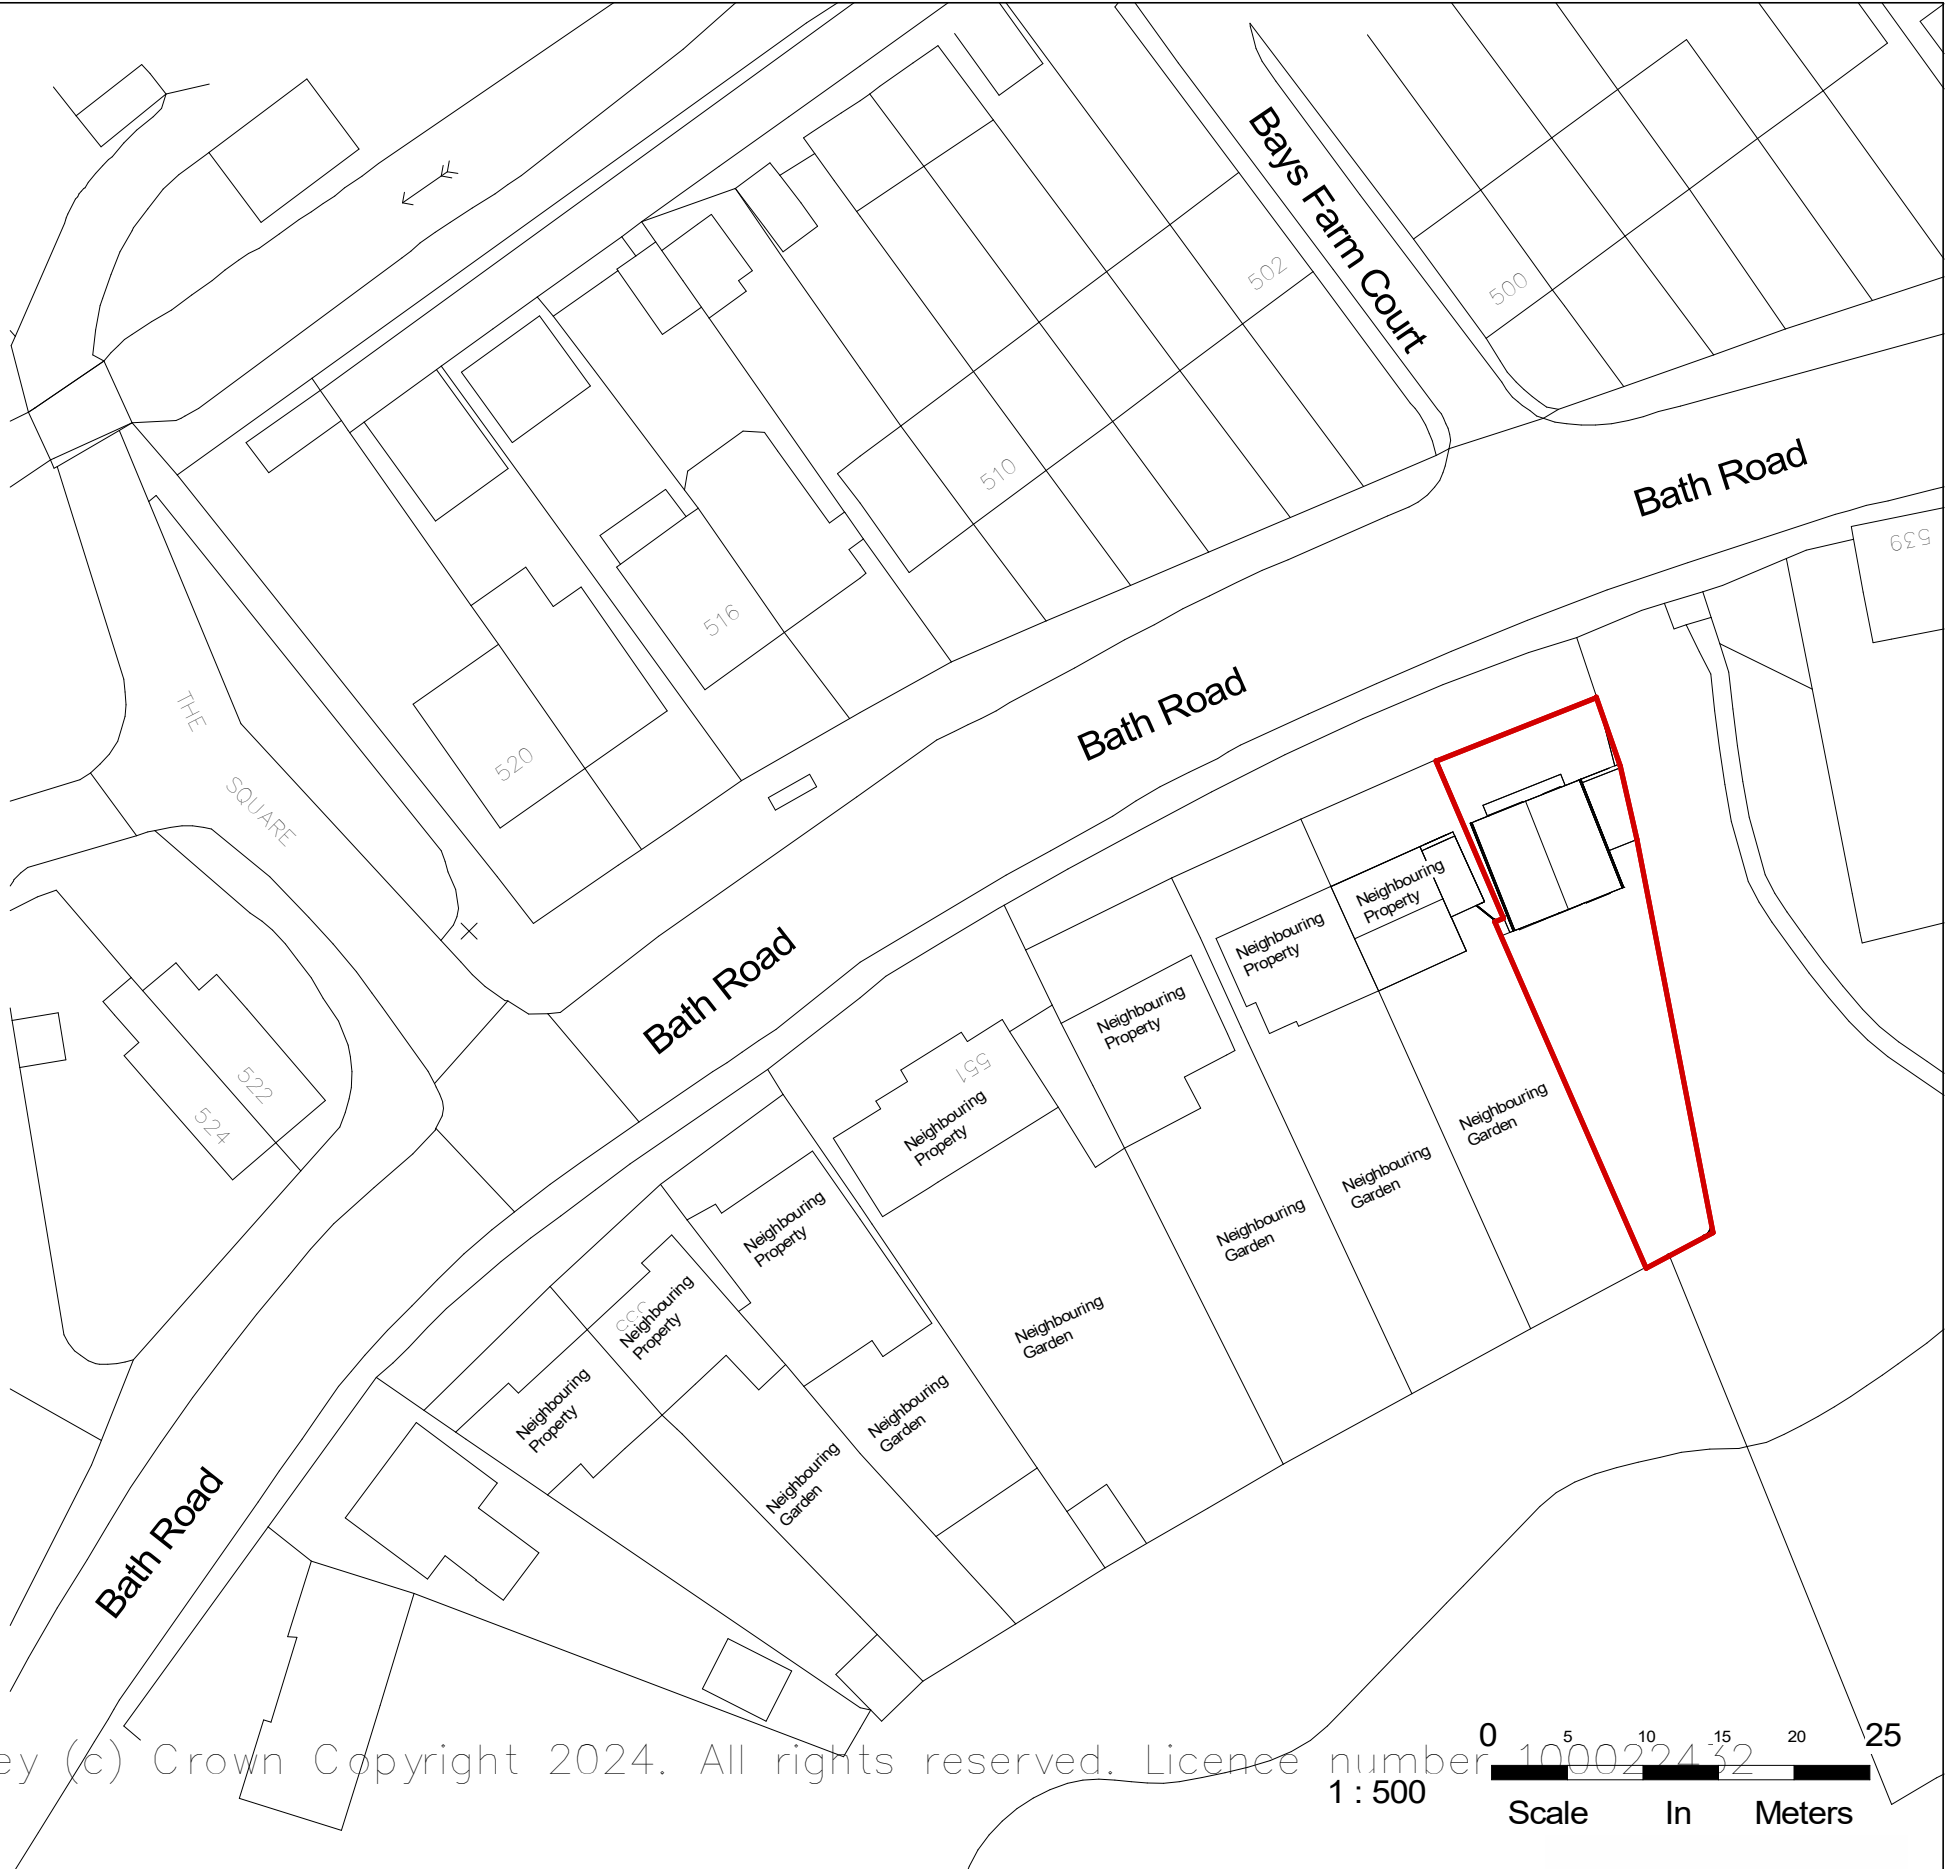 Bays Farm Court
502
500
510
Bath Road
539
516
THE
SQUARE
520
Bath Road
Neighbouring
Property
Neighbouring
Property
Bath Road
Neighbouring
Property
551
Neighbouring
Property
522
524
Neighbouring
Garden
Neighbouring
Garden
Neighbouring
Garden
Neighbouring
Property
Neighbouring
Property
Neighbouring
Garden
Neighbouring
Property
Neighbouring
Garden
Neighbouring
Garden
Bath Road
0 5 10 15 20 25
ey (c) Crown Copyright 2024. All rights reserved. Licence number 100022432
1 : 500
Scale In Meters